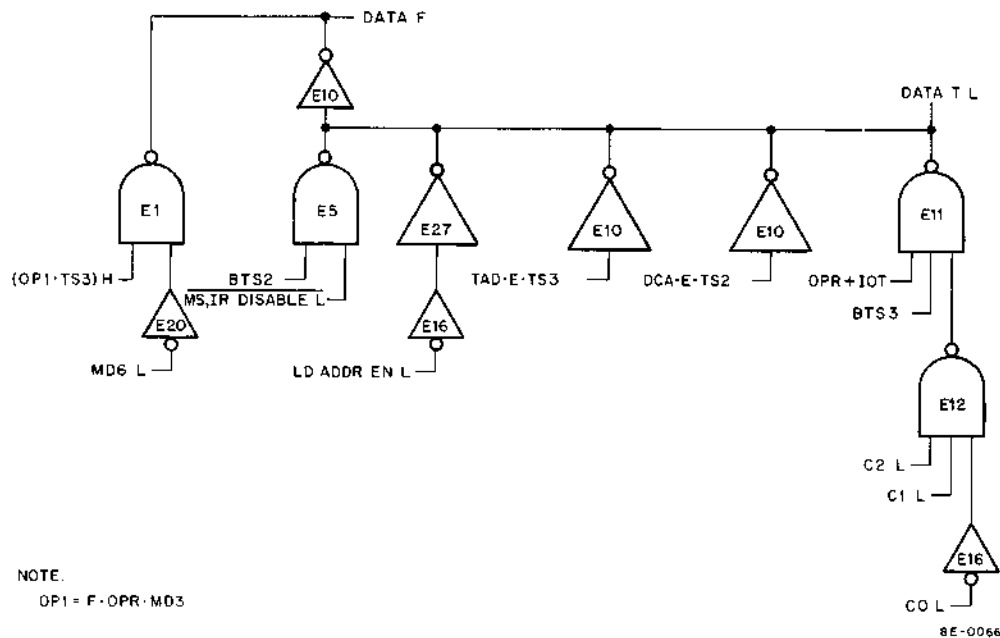 DATA F
E10
DATA T L
E1
E5
E27
E10
E10
E11
(OP1·TS3)H
BTS2
MS,IR DISABLE L
TAD·E·TS3
DCA·E·TS2
OPR+IOT
BTS3
E20
E16
MD6 L
LD ADDR EN L
E12
C2 L
C1 L
E16
C0 L
NOTE.
OP1 = F·OPR·MD3
8E-0066